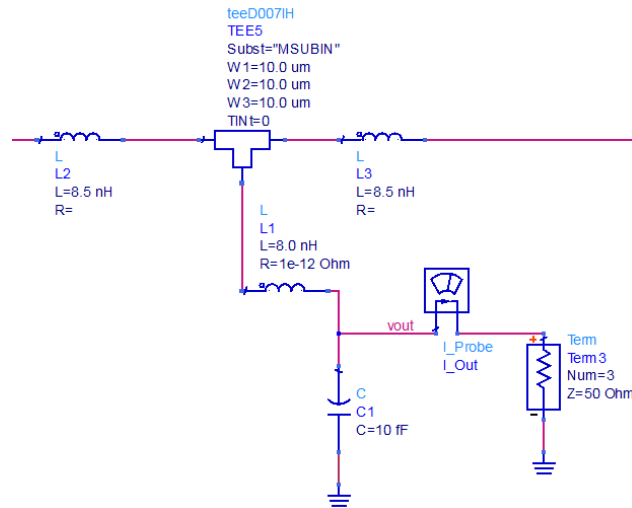 teeD007IH
TEE5
Subst="MSUBIN"
W1=10.0 um
W2=10.0 um
W3=10.0 um
TINt=0
L
L2
L=8.5 nH
R=
L
L3
L=8.5 nH
R=
L
L1
L=8.0 nH
R=1e-12 Ohm
vout
I_Probe
I_Out
Term
Term3
Num=3
Z=50 Ohm
C
C1
C=10 fF